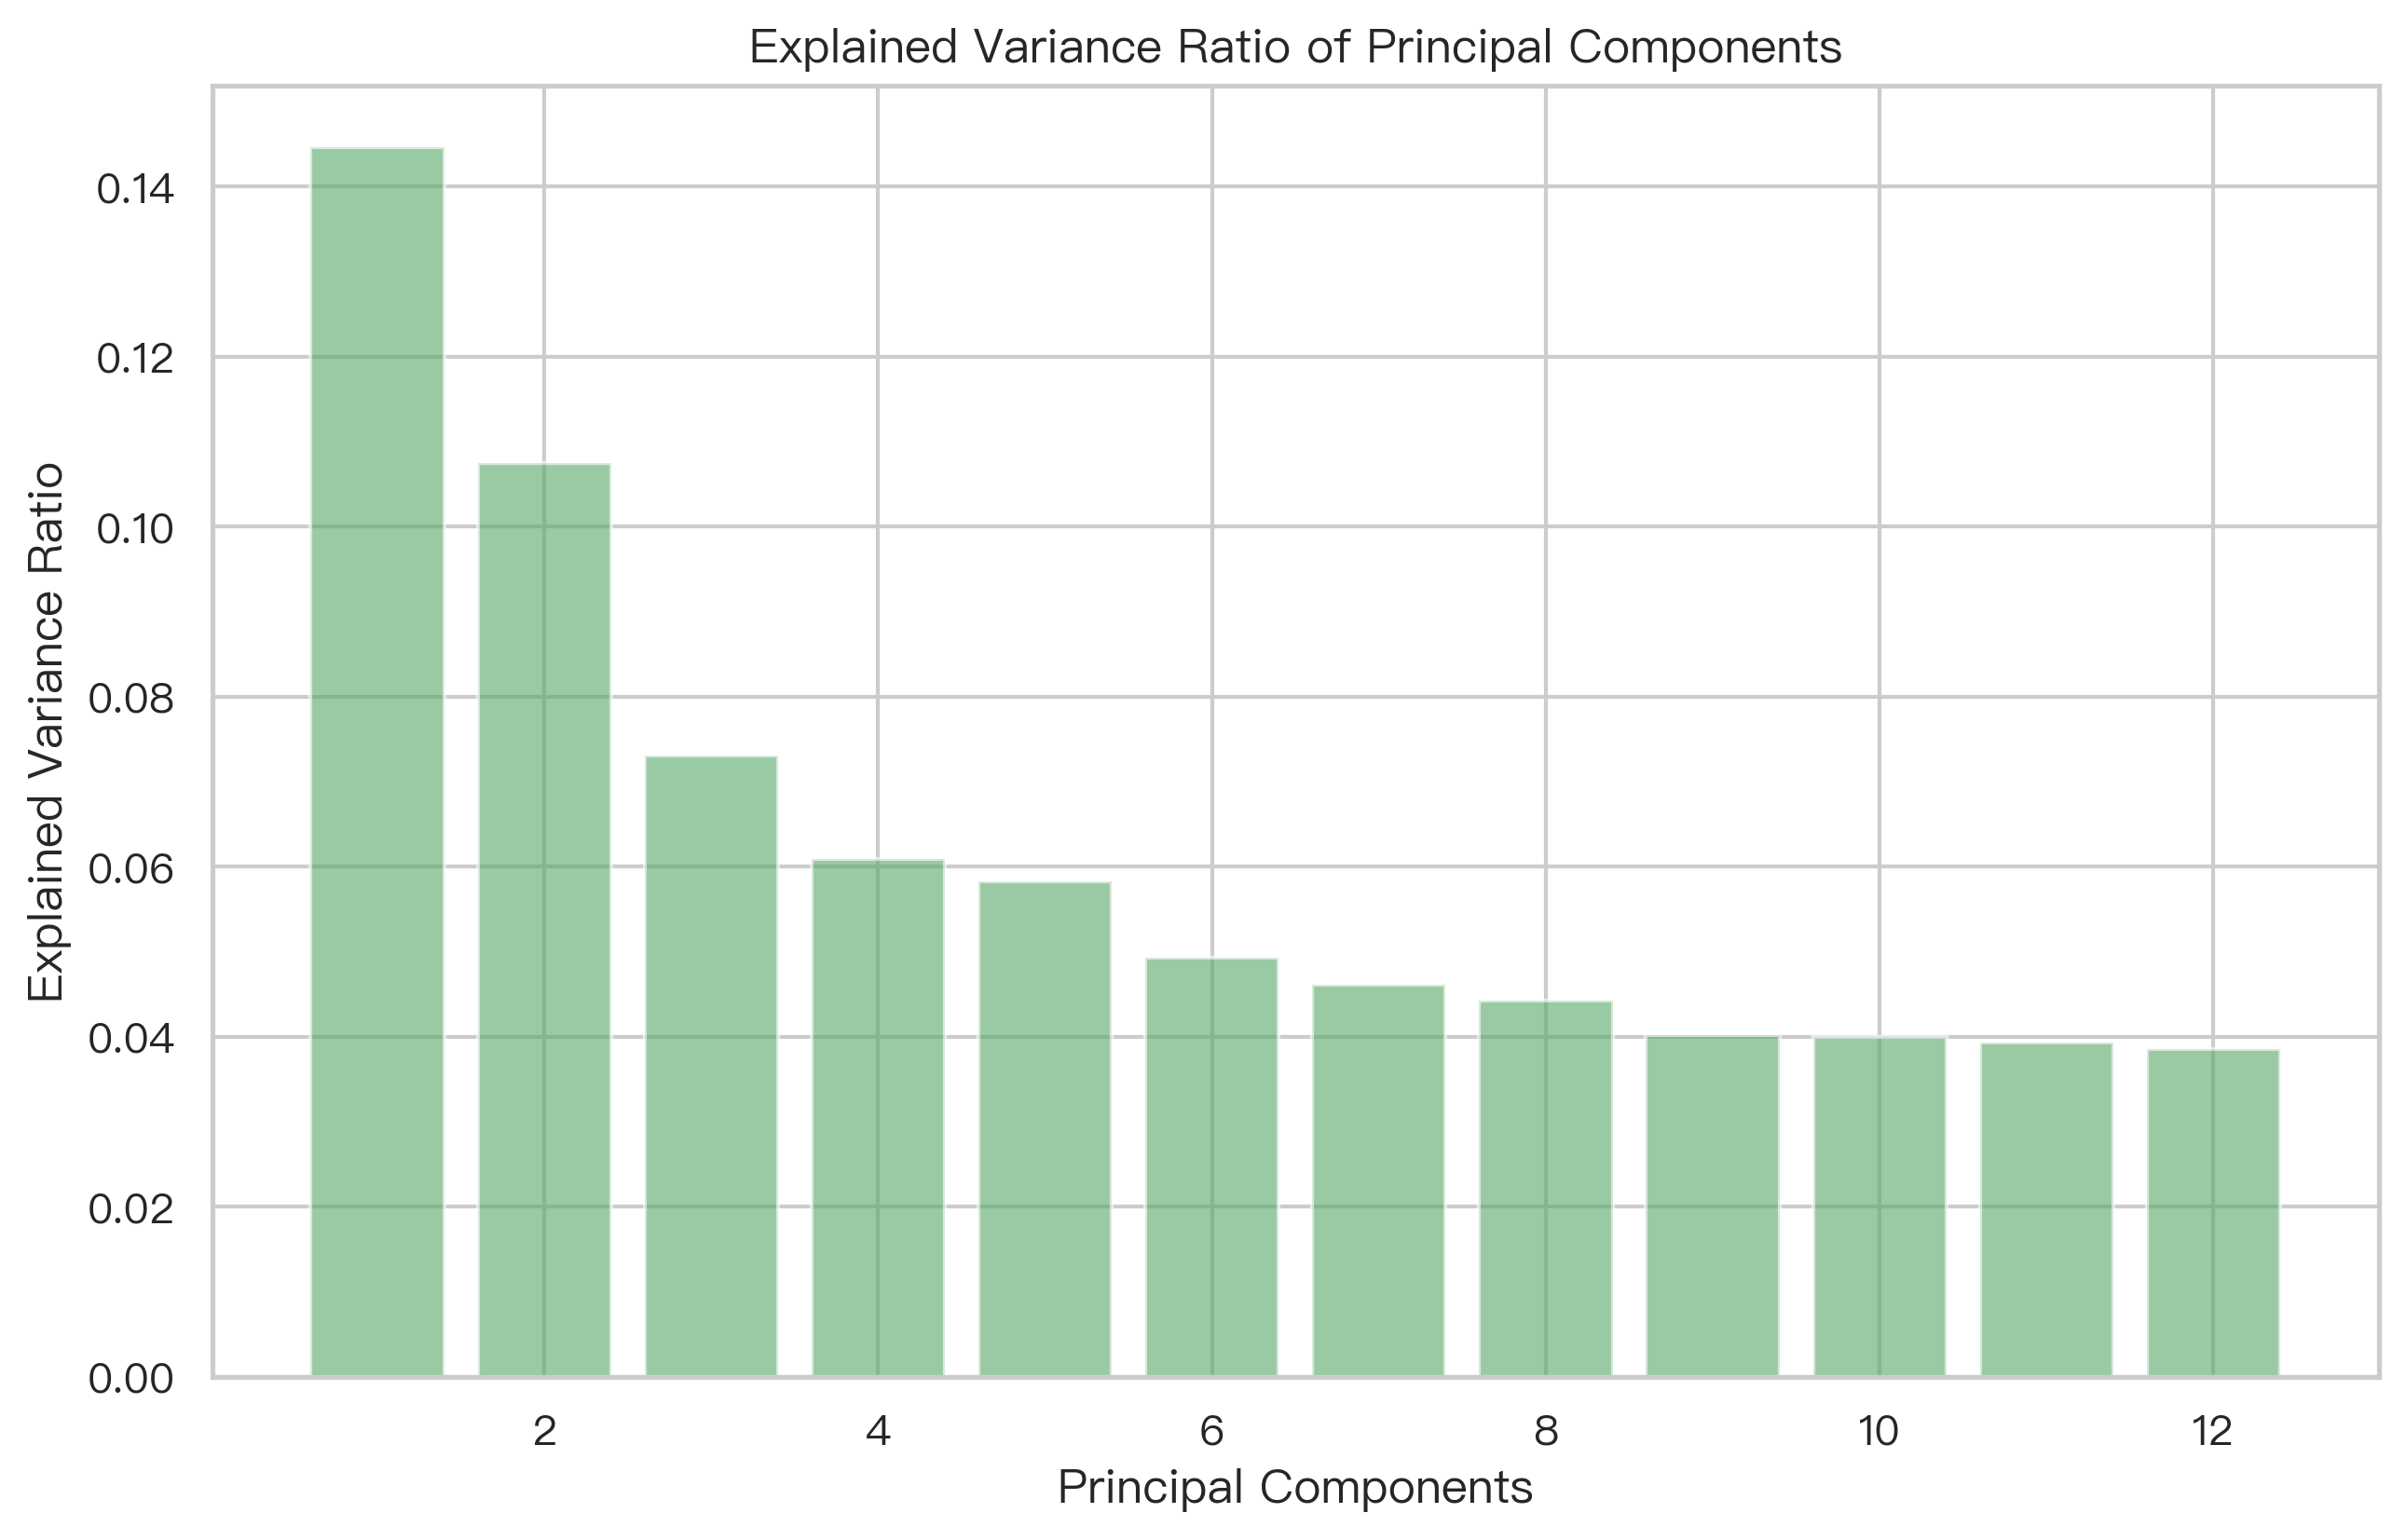 Explained Variance Ratio of Principal Components
Explained Variance Ratio
0.14
0.12
0.10
0.08
0.06
0.04
0.02
0.00
2 4 6 8 10 12
Principal Components